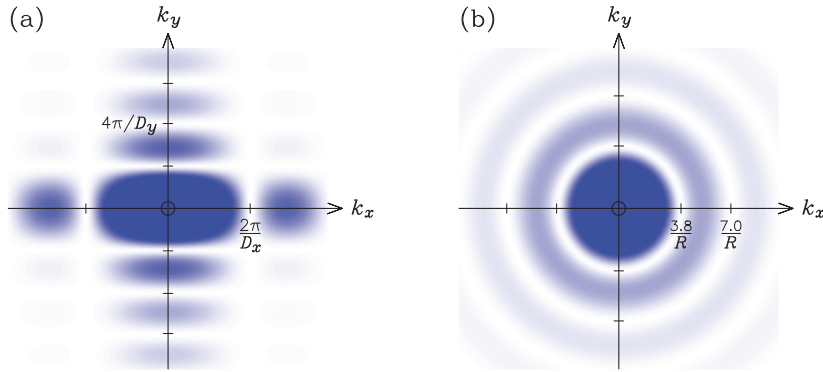 (a)
k_y
4π/D_y
k_x
2π
D_x
(b)
k_y
k_x
3.8
R
7.0
R